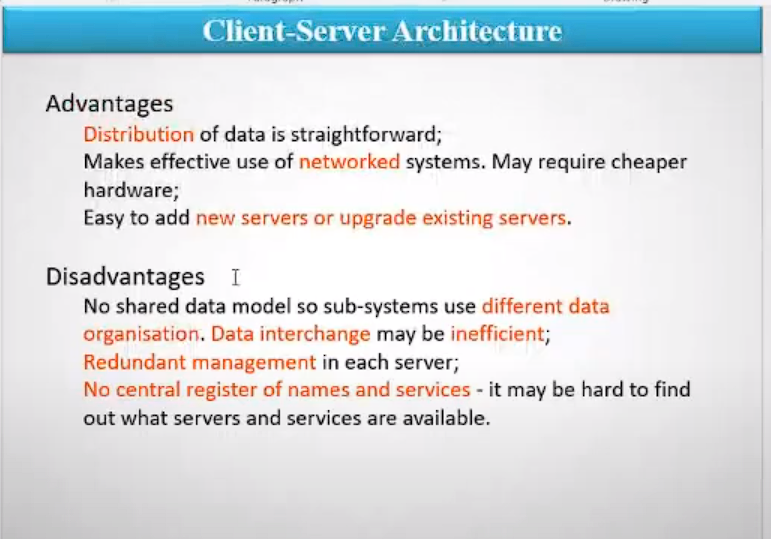 Client-Server Architecture
Advantages
Distribution of data is straightforward;
Makes effective use of networked systems. May require cheaper
hardware;
Easy to add new servers or upgrade existing servers.
Disadvantages
No shared data model so sub-systems use different data
organisation. Data interchange may be inefficient;
Redundant management in each server;
No central register of names and services - it may be hard to find
out what servers and services are available.